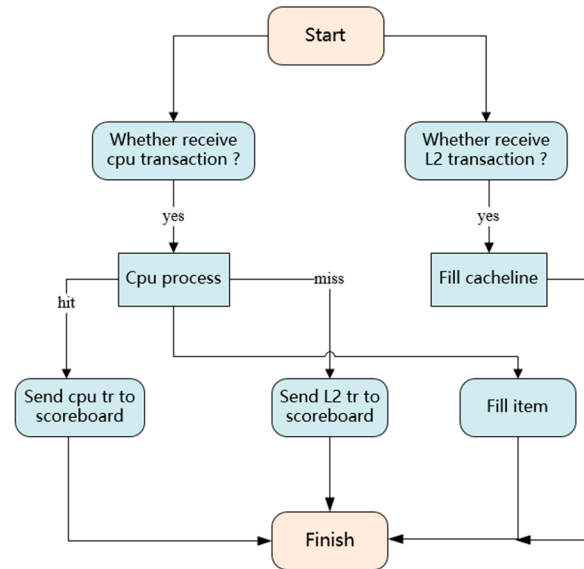 Start
Whether receive
cpu transaction ?
Whether receive
L2 transaction ?
yes
yes
Cpu process
Fill cacheline
hit
miss
Send cpu tr to
scoreboard
Send L2 tr to
scoreboard
Fill item
Finish